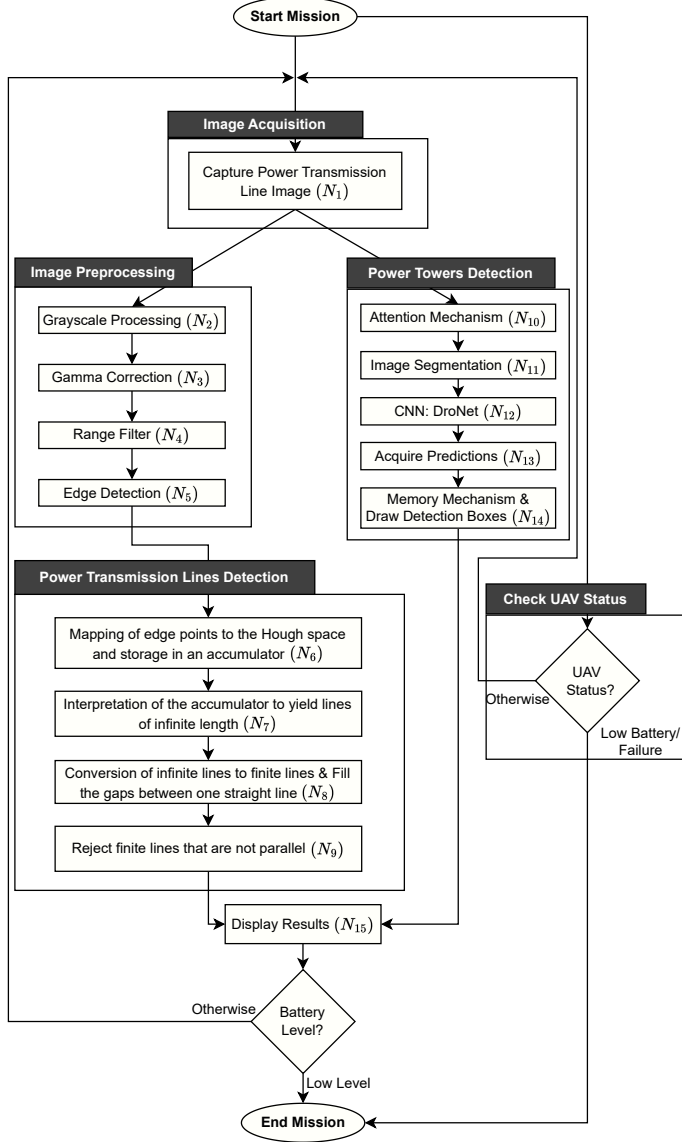 Start Mission
Image Acquisition
Capture Power Transmission
Line Image (N₁)
Image Preprocessing
Grayscale Processing (N₂)
Gamma Correction (N₃)
Range Filter (N₄)
Edge Detection (N₅)
Power Towers Detection
Attention Mechanism (N₁₀)
Image Segmentation (N₁₁)
CNN: DroNet (N₁₂)
Acquire Predictions (N₁₃)
Memory Mechanism &
Draw Detection Boxes (N₁₄)
Power Transmission Lines Detection
Mapping of edge points to the Hough space
and storage in an accumulator (N₆)
Interpretation of the accumulator to yield lines
of infinite length (N₇)
Conversion of infinite lines to finite lines & Fill
the gaps between one straight line (N₈)
Reject finite lines that are not parallel (N₉)
Check UAV Status
UAV
Status?
Otherwise
Low Battery/
Failure
Display Results (N₁₅)
Otherwise
Battery
Level?
Low Level
End Mission